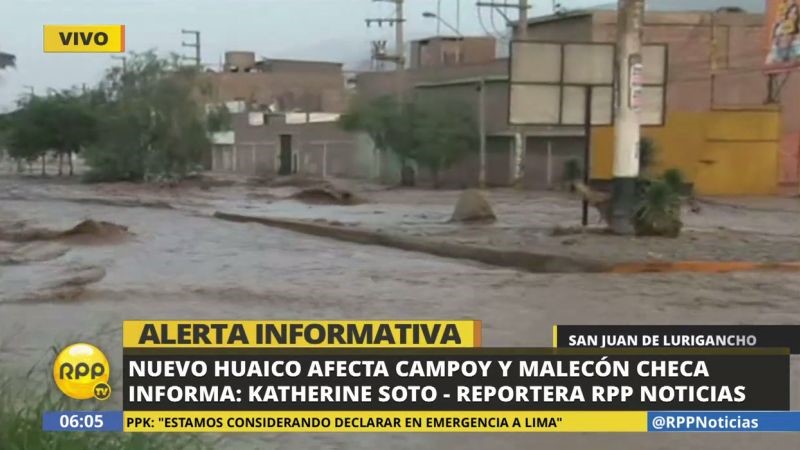 VIVO
ALERTA INFORMATIVA
SAN JUAN DE LURIGANCHO
NUEVO HUAICO AFECTA CAMPOY Y MALECÓN CHECA
INFORMA: KATHERINE SOTO - REPORTERA RPP NOTICIAS
RPP
TV
06:05
PPK: "ESTAMOS CONSIDERANDO DECLARAR EN EMERGENCIA A LIMA"
@RPPNoticias